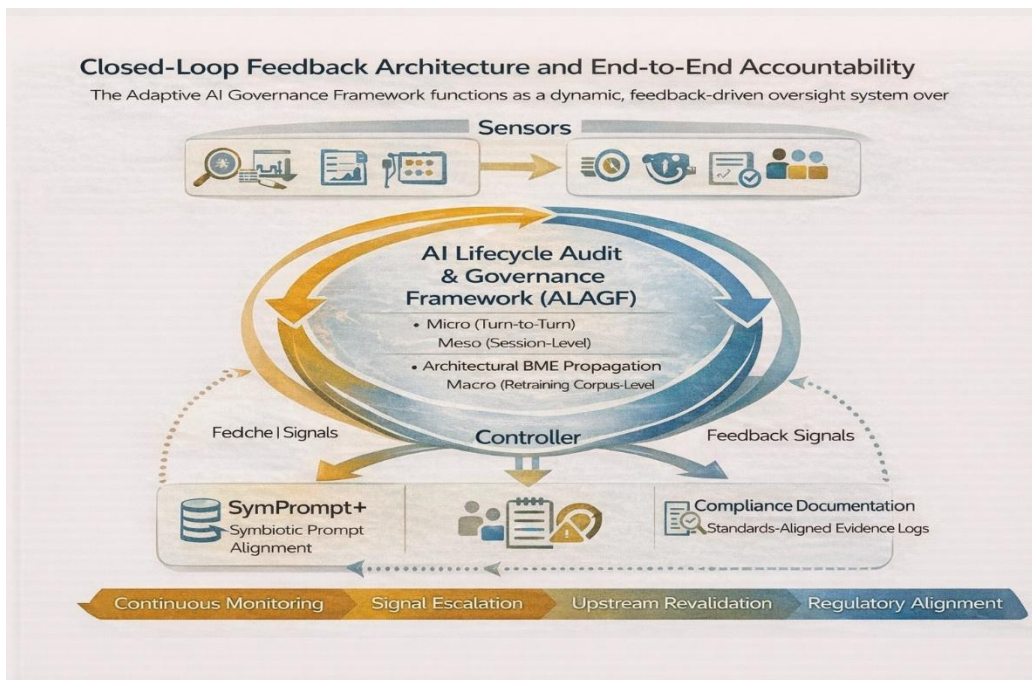 Closed-Loop Feedback Architecture and End-to-End Accountability
The Adaptive AI Governance Framework functions as a dynamic, feedback-driven oversight system over
Sensors
AI Lifecycle Audit
& Governance
Framework (ALAGF)
• Micro (Turn-to-Turn)
Meso (Session-Level)
• Architectural BME Propagation
Macro (Retraining Corpus-Level
Signals
Controller
Feedback Signals
SymPrompt+
Symbiotic Prompt
Alignment
Compliance Documentation
Standards-Aligned Evidence Logs
Continuous Monitoring
Signal Escalation
Upstream Revalidation
Regulatory Alignment